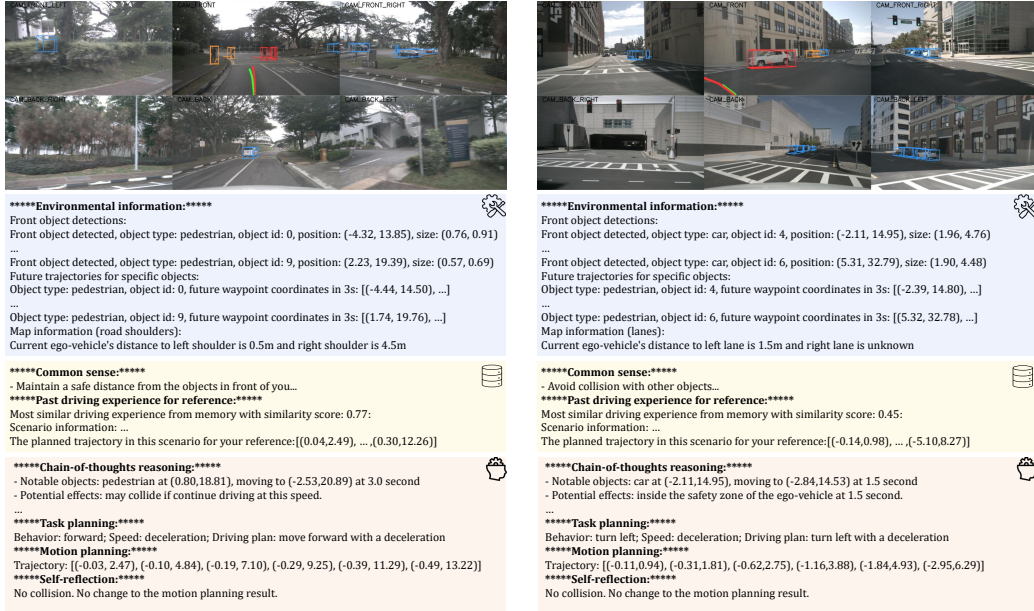 CAM_FRONT_LEFT
CAM_FRONT
CAM_FRONT_RIGHT
CAM_BACK_RIGHT
CAM_BACK
CAM_BACK_LEFT
*****Environmental information:*****
Front object detections:
Front object detected, object type: pedestrian, object id: 0, position: (-4.32, 13.85), size: (0.76, 0.91)
...
Front object detected, object type: pedestrian, object id: 9, position: (2.23, 19.39), size: (0.57, 0.69)
Future trajectories for specific objects:
Object type: pedestrian, object id: 0, future waypoint coordinates in 3s: [(-4.44, 14.50), ...]
...
Object type: pedestrian, object id: 9, future waypoint coordinates in 3s: [(1.74, 19.76), ...]
Map information (road shoulders):
Current ego-vehicle's distance to left shoulder is 0.5m and right shoulder is 4.5m
*****Common sense:*****
- Maintain a safe distance from the objects in front of you...
*****Past driving experience for reference:*****
Most similar driving experience from memory with similarity score: 0.77:
Scenario information: ...
The planned trajectory in this scenario for your reference:[(0.04,2.49), ... ,(0.30,12.26)]
*****Chain-of-thoughts reasoning:*****
- Notable objects: pedestrian at (0.80,18.81), moving to (-2.53,20.89) at 3.0 second
- Potential effects: may collide if continue driving at this speed.
...
*****Task planning:*****
Behavior: forward; Speed: deceleration; Driving plan: move forward with a deceleration
*****Motion planning:*****
Trajectory: [(-0.03, 2.47), (-0.10, 4.84), (-0.19, 7.10), (-0.29, 9.25), (-0.39, 11.29), (-0.49, 13.22)]
*****Self-reflection:*****
No collision. No change to the motion planning result.
CAM_FRONT_LEFT
CAM_FRONT
CAM_FRONT_RIGHT
CAM_BACK_RIGHT
CAM_BACK
CAM_BACK_LEFT
*****Environmental information:*****
Front object detections:
Front object detected, object type: car, object id: 4, position: (-2.11, 14.95), size: (1.96, 4.76)
...
Front object detected, object type: car, object id: 6, position: (5.31, 32.79), size: (1.90, 4.48)
Future trajectories for specific objects:
Object type: pedestrian, object id: 4, future waypoint coordinates in 3s: [(-2.39, 14.80), ...]
...
Object type: pedestrian, object id: 6, future waypoint coordinates in 3s: [(5.32, 32.78), ...]
Map information (lanes):
Current ego-vehicle's distance to left lane is 1.5m and right lane is unknown
*****Common sense:*****
- Avoid collision with other objects...
*****Past driving experience for reference:*****
Most similar driving experience from memory with similarity score: 0.45:
Scenario information: ...
The planned trajectory in this scenario for your reference:[(-0.14,0.98), ... ,(-5.10,8.27)]
*****Chain-of-thoughts reasoning:*****
- Notable objects: car at (-2.11,14.95), moving to (-2.84,14.53) at 1.5 second
- Potential effects: inside the safety zone of the ego-vehicle at 1.5 second.
...
*****Task planning:*****
Behavior: turn left; Speed: deceleration; Driving plan: turn left with a deceleration
*****Motion planning:*****
Trajectory: [(-0.11,0.94), (-0.31,1.81), (-0.62,2.75), (-1.16,3.88), (-1.84,4.93), (-2.95,6.29)]
*****Self-reflection:*****
No collision. No change to the motion planning result.